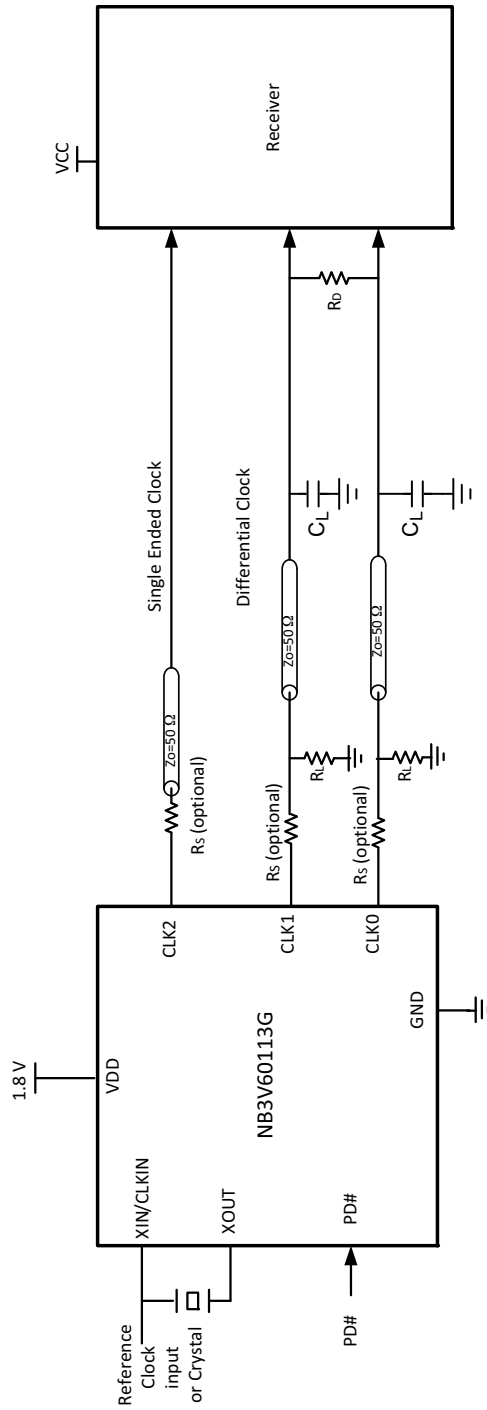 1.8 V
VDD
VCC
Reference
Clock
input
or Crystal
XIN/CLKIN
XOUT
PD#
PD#
NB3V60113G
GND
CLK2
CLK1
CLK0
Rs (optional)
Rs (optional)
Rs (optional)
RL
RL
Zo=50 Ω
Zo=50 Ω
Zo=50 Ω
Single Ended Clock
Differential Clock
CL
CL
RD
Receiver